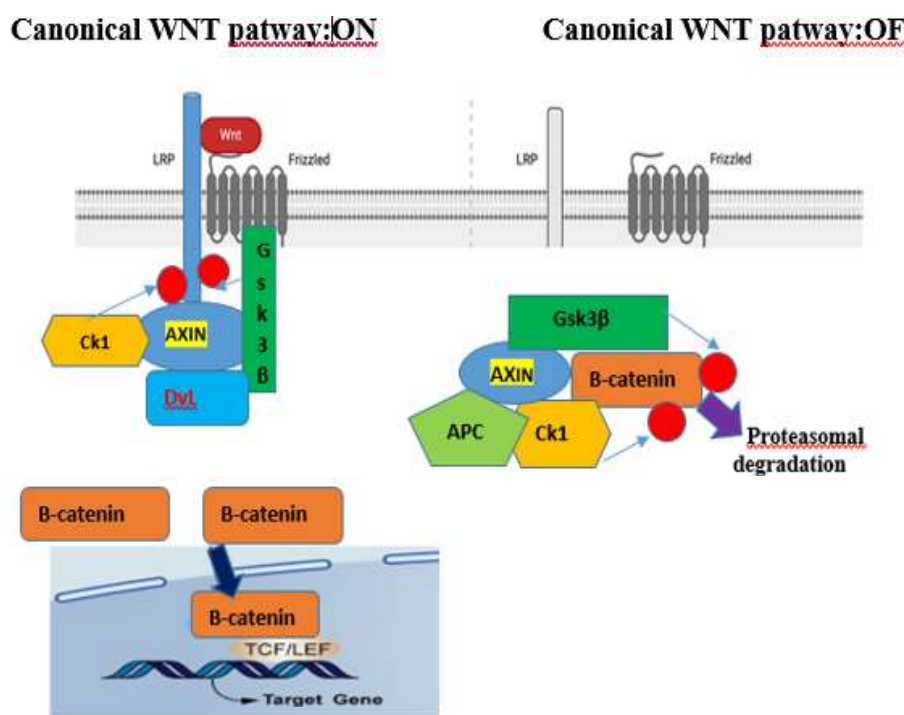 Canonical WNT patway:ON
Canonical WNT patway:OF
Wnt
LRP
Frizzled
LRP
Frizzled
G
s
k
3
β
Ck1
AXIN
DvL
Gsk3β
AXIN
B-catenin
APC
Ck1
Proteasomal
degradation
B-catenin
B-catenin
B-catenin
TCF/LEF
Target Gene